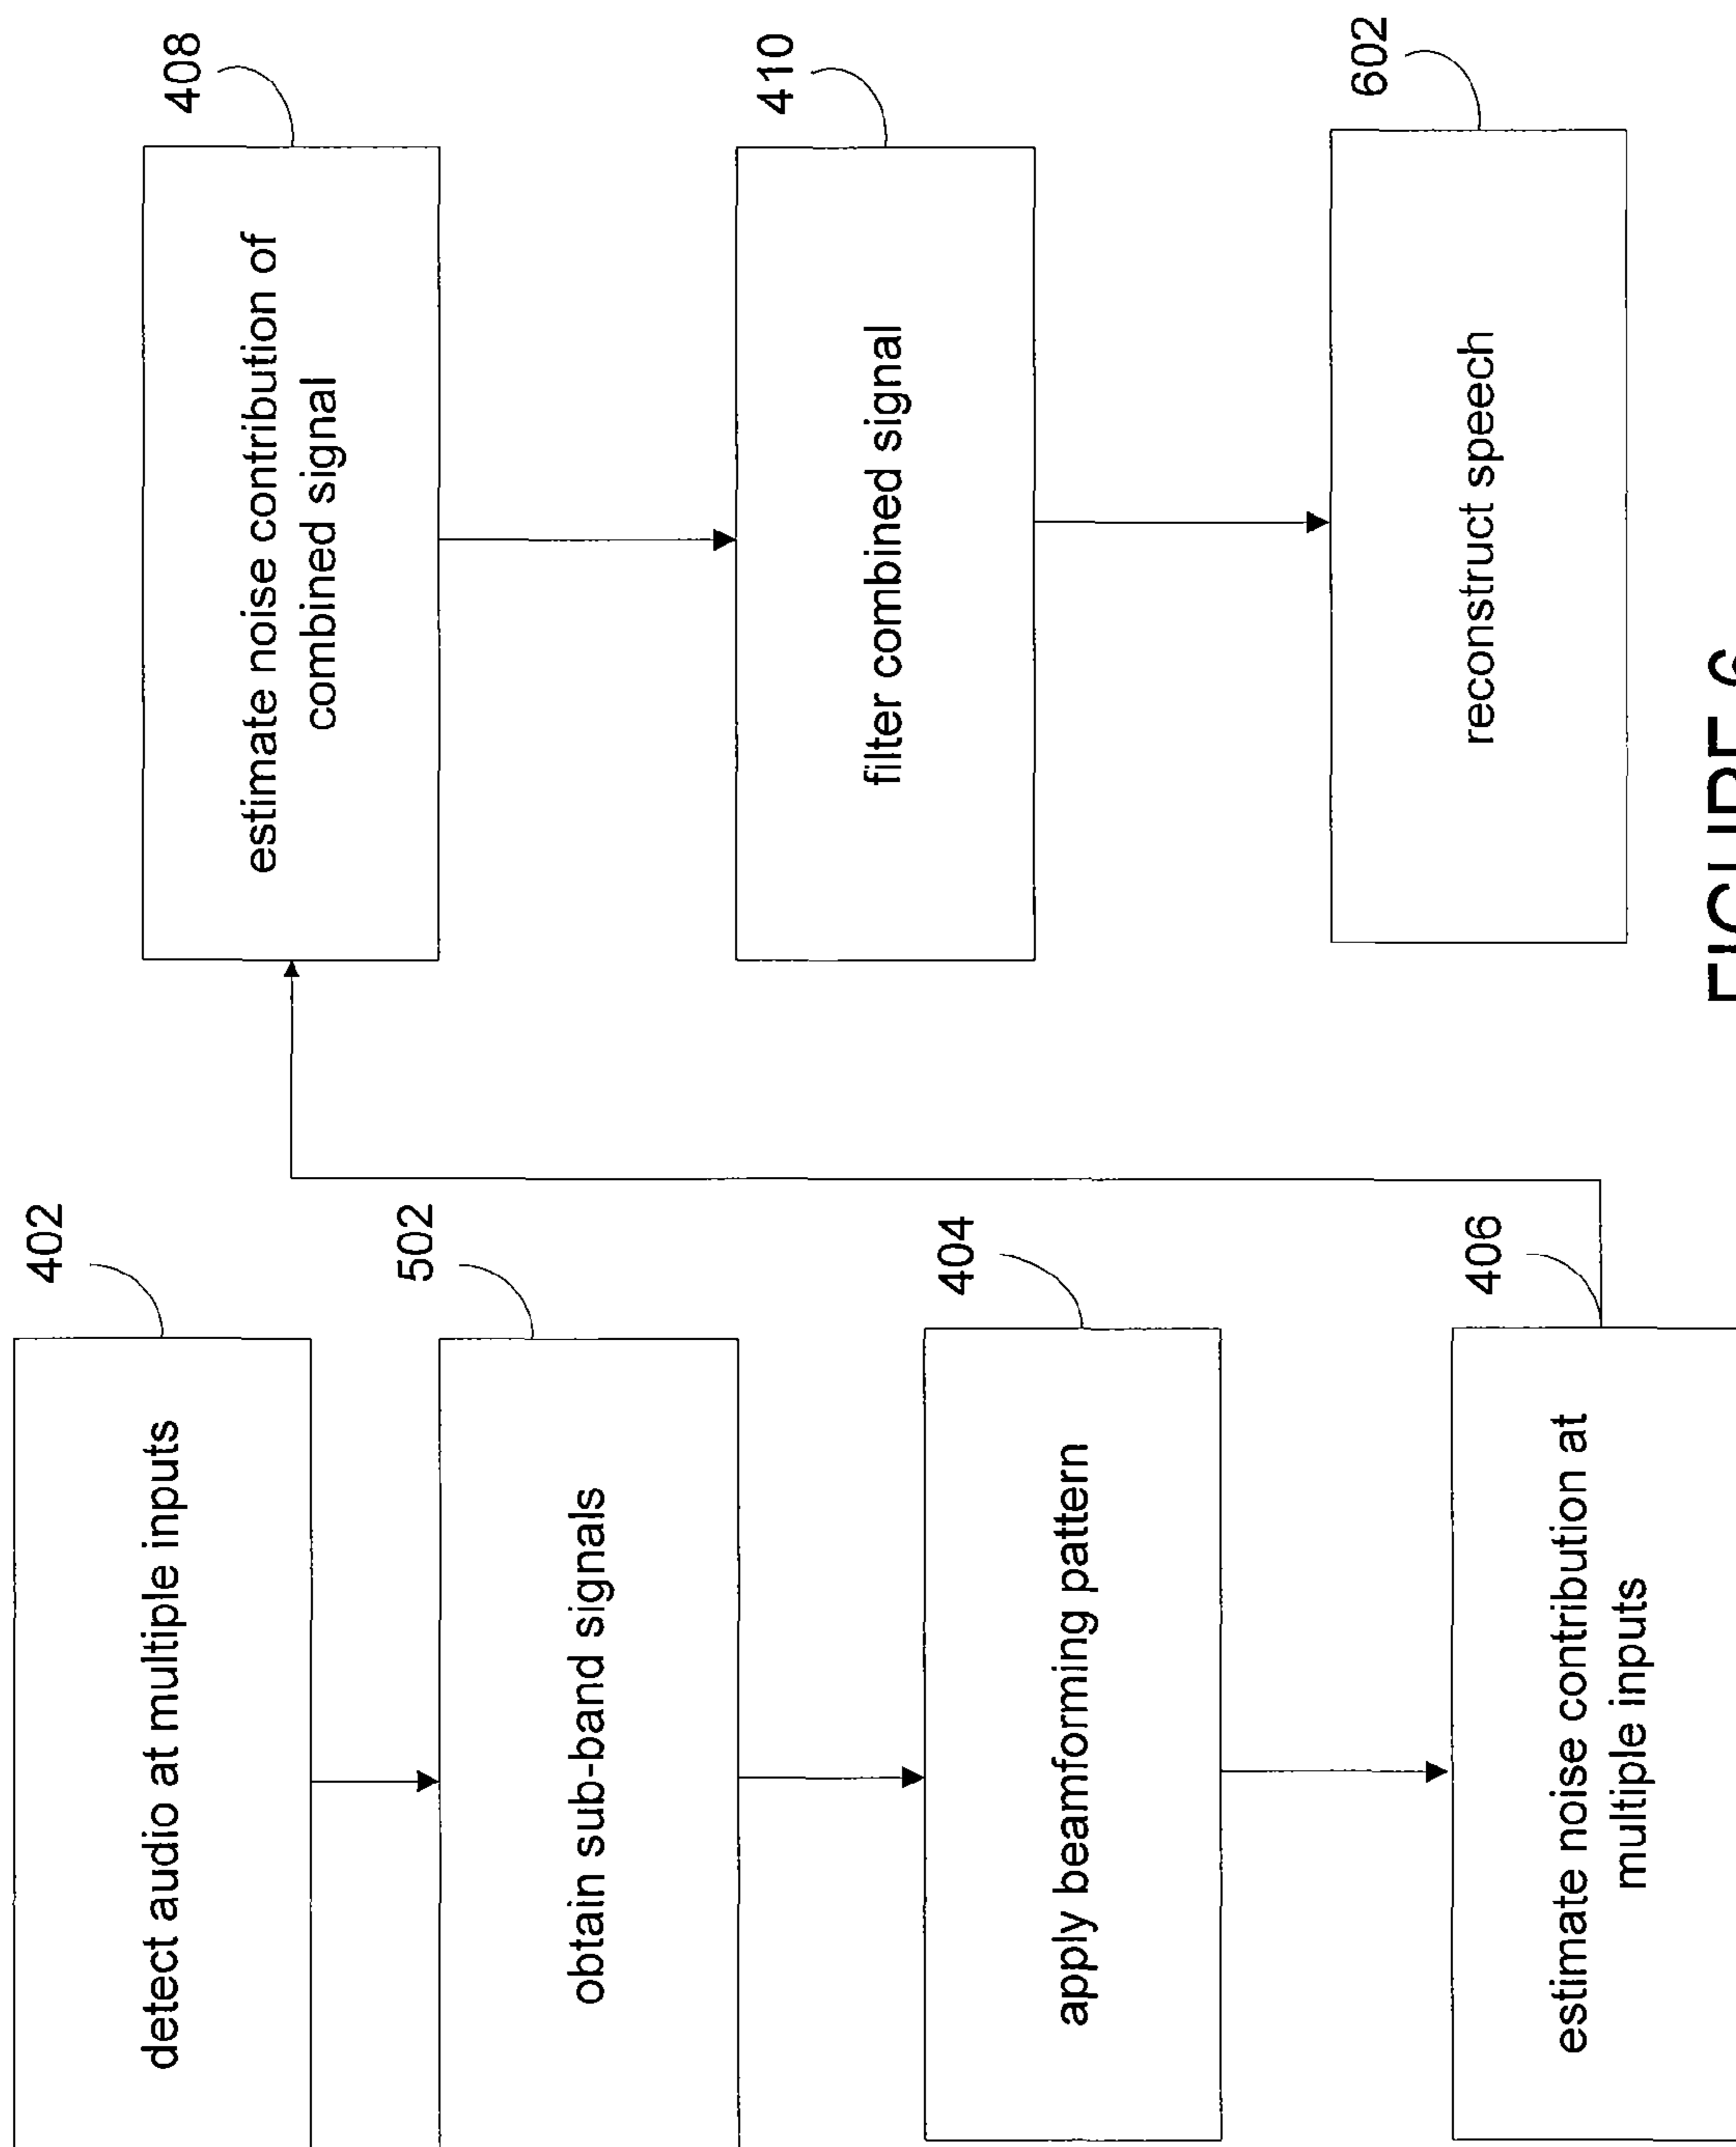 402
detect audio at multiple inputs
502
obtain sub-band signals
404
apply beamforming pattern
406
estimate noise contribution at
multiple inputs
408
estimate noise contribution of
combined signal
410
filter combined signal
602
reconstruct speech
FIGURE